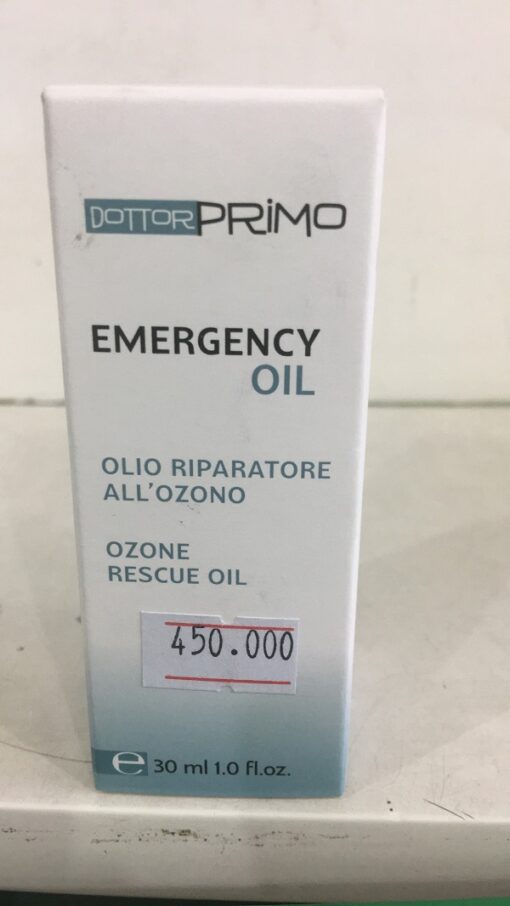 DOTTORPRiMO
EMERGENCY
OIL
OLIO RIPARATORE
ALL'OZONO
OZONE
RESCUE OIL
450.000
e 30 ml 1.0 fl.oz.